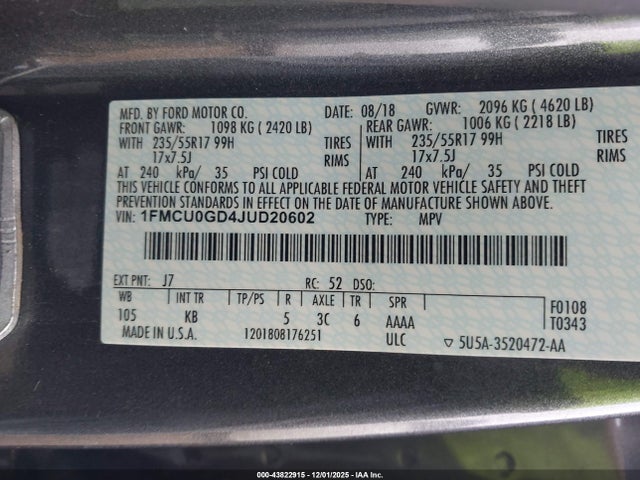 MFD. BY FORD MOTOR CO. DATE: 08/18 GVWR: 2096 KG ( 4620 LB)
FRONT GAWR: 1098 KG ( 2420 LB) REAR GAWR: 1006 KG ( 2218 LB)
WITH 235/55R17 99H TIRES WITH 235/55R17 99H TIRES
17x7.5J RIMS 17x7.5J RIMS
AT 240 kPa/ 35 PSI COLD AT 240 kPa/ 35 PSI COLD
THIS VEHICLE CONFORMS TO ALL APPLICABLE FEDERAL MOTOR VEHICLE SAFETY AND THEFT
PREVENTION STANDARDS IN EFFECT ON THE DATE OF MANUFACTURE SHOWN ABOVE.
VIN: 1FMCU0GD4JUD20602 TYPE: MPV
EXT PNT: J7 RC: 52 DSO:
WB INT TR TP/PS R AXLE TR SPR F0108
105 KB 5 3C 6 AAAA T0343
MADE IN U.S.A. 1201808176251 ULC ▽ 5U5A-3520472-AA
000-43822915 - 12/01/2025 - IAA Inc.